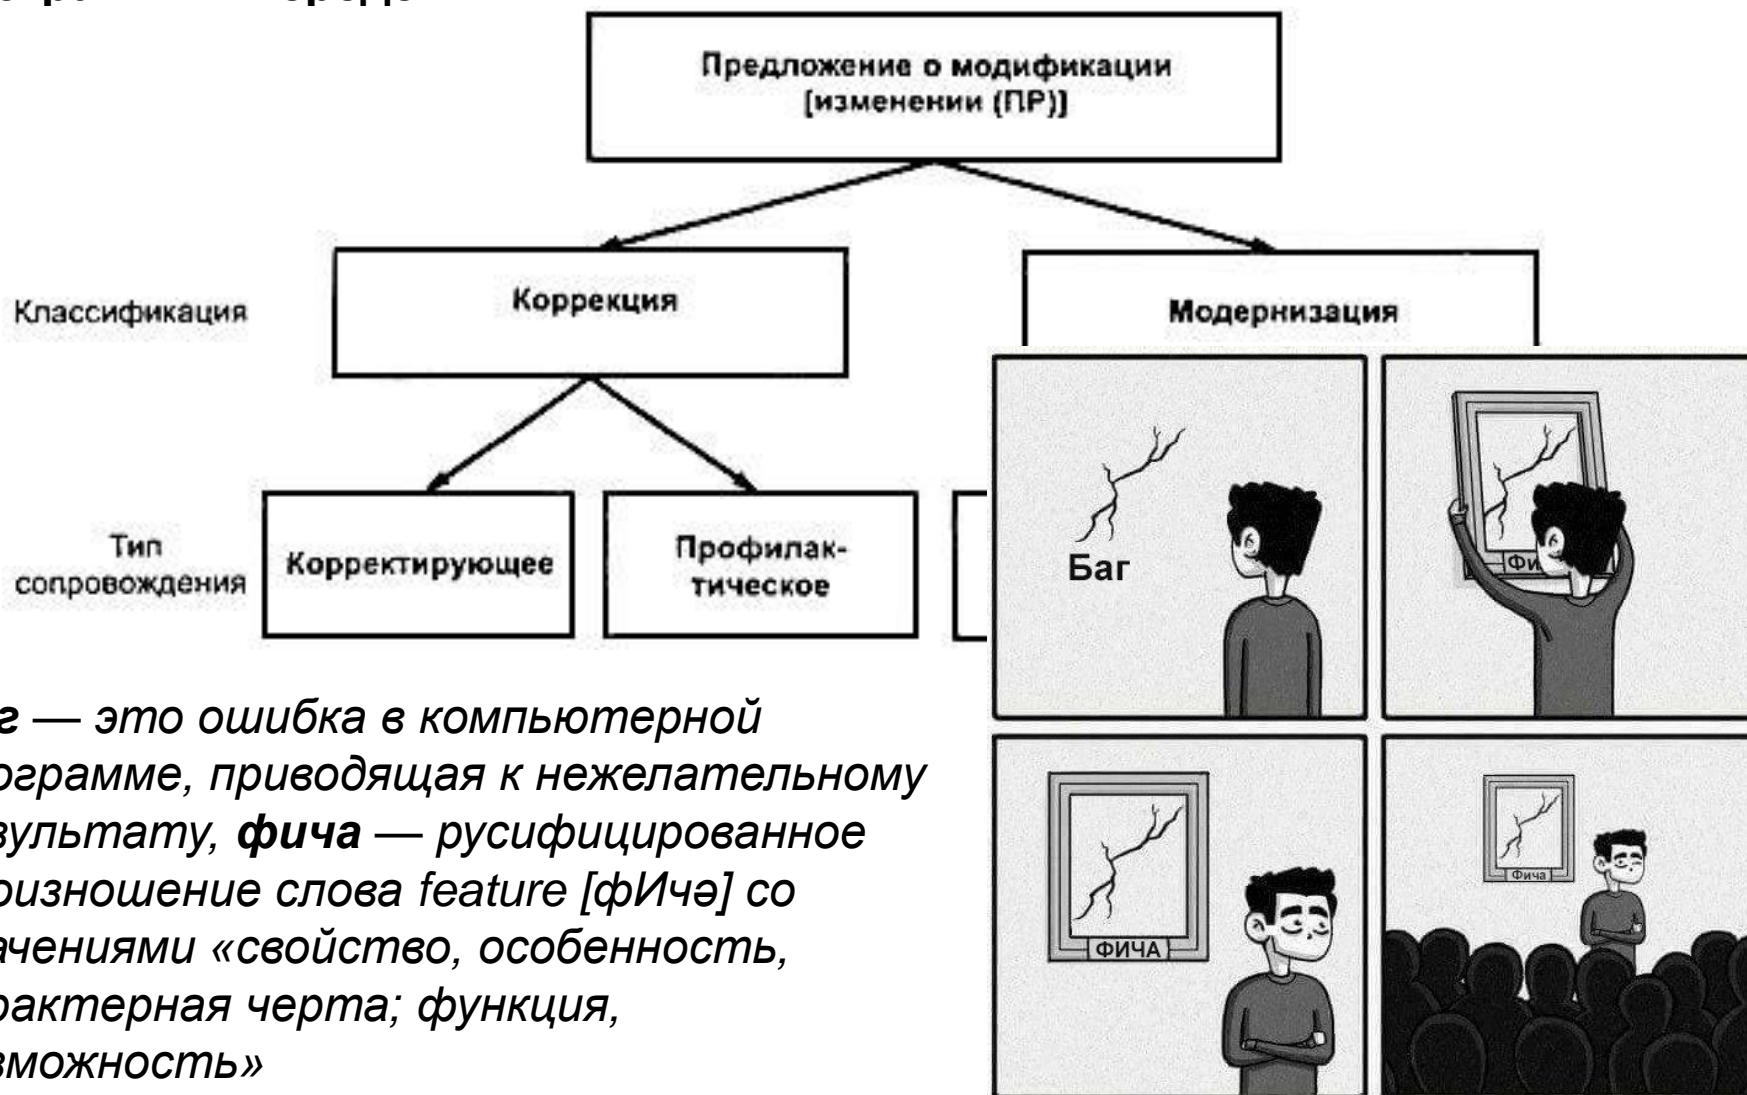 Предложение о модификации
[изменении (ПР)]
Классификация
Коррекция
Модернизация
Тип
сопровождения
Корректирующее
Профилак-
тическое
Баг
Фи
ФИЧА
Фича
г — это ошибка в компьютерной
ограмме, приводящая к нежелательному
зультату, фича — русифицированное
оизношение слова feature [фИчə] со
ачениями «свойство, особенность,
рактерная черта; функция,
зможность»